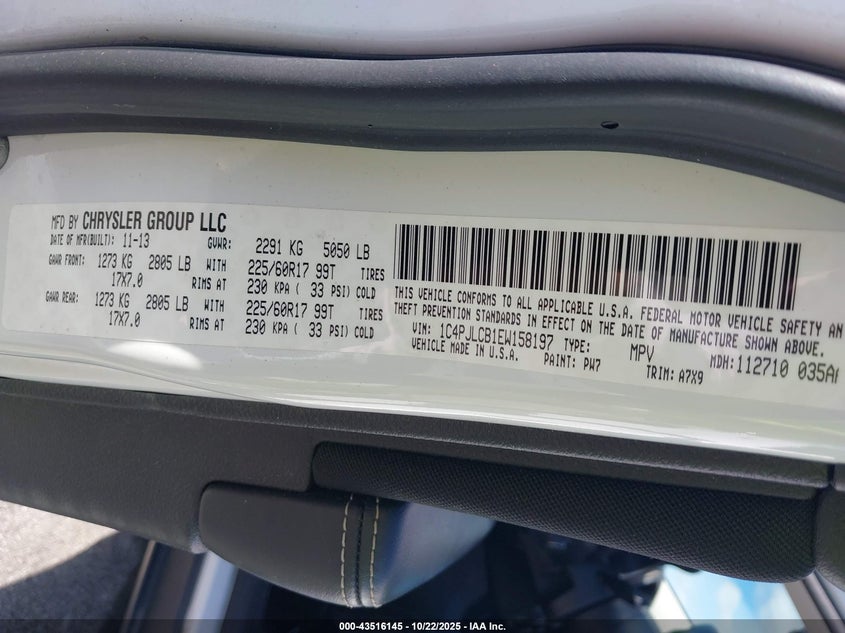 MFD BY CHRYSLER GROUP LLC
DATE OF MFR(BUILT): 11-13 GVWR: 2291 KG 5050 LB
GAWR FRONT: 1273 KG 2805 LB WITH 225/60R17 99T TIRES
17X7.0 RIMS AT 230 KPA ( 33 PSI) COLD
GAWR REAR: 1273 KG 2805 LB WITH 225/60R17 99T TIRES
17X7.0 RIMS AT 230 KPA ( 33 PSI) COLD
THIS VEHICLE CONFORMS TO ALL APPLICABLE U.S.A. FEDERAL MOTOR VEHICLE SAFETY AN
THEFT PREVENTION STANDARDS IN EFFECT ON THE DATE OF MANUFACTURE SHOWN ABOVE.
VIN: 1C4PJLCB1EW158197 TYPE: MPV MDH:112710 035A
VEHICLE MADE IN U.S.A. PAINT: PW7 TRIM: A7X9
000-43516145 - 10/22/2025 - IAA Inc.